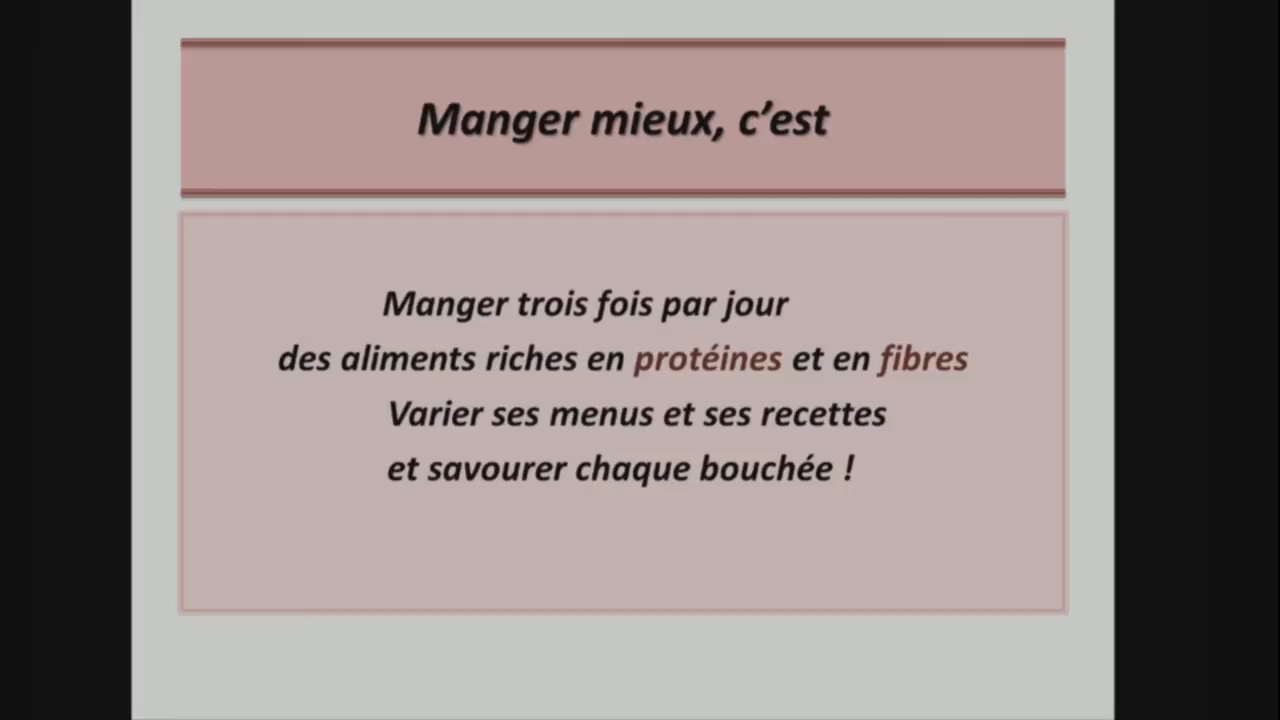 Manger mieux, c’est
Manger trois fois par jour
des aliments riches en protéines et en fibres
Varier ses menus et ses recettes
et savourer chaque bouchée !